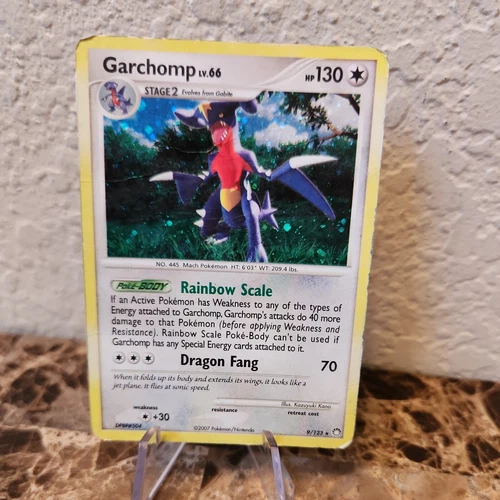 Garchomp LV.66 HP 130
STAGE 2 Evolves from Gabite
NO. 445 Mach Pokémon HT: 6'03" WT: 209.4 lbs.
Poké-BODY Rainbow Scale
If an Active Pokémon has Weakness to any of the types of
Energy attached to Garchomp, Garchomp's attacks do 40 more
damage to that Pokémon (before applying Weakness and
Resistance). Rainbow Scale Poké-Body can't be used if
Garchomp has any Special Energy cards attached to it.
Dragon Fang 70
When it folds up its body and extends its wings, it looks like a
jet plane. It flies at sonic speed.
Illus. Kazuyuki Kano
weakness resistance retreat cost
+30
©2007 Pokémon/Nintendo 9/123